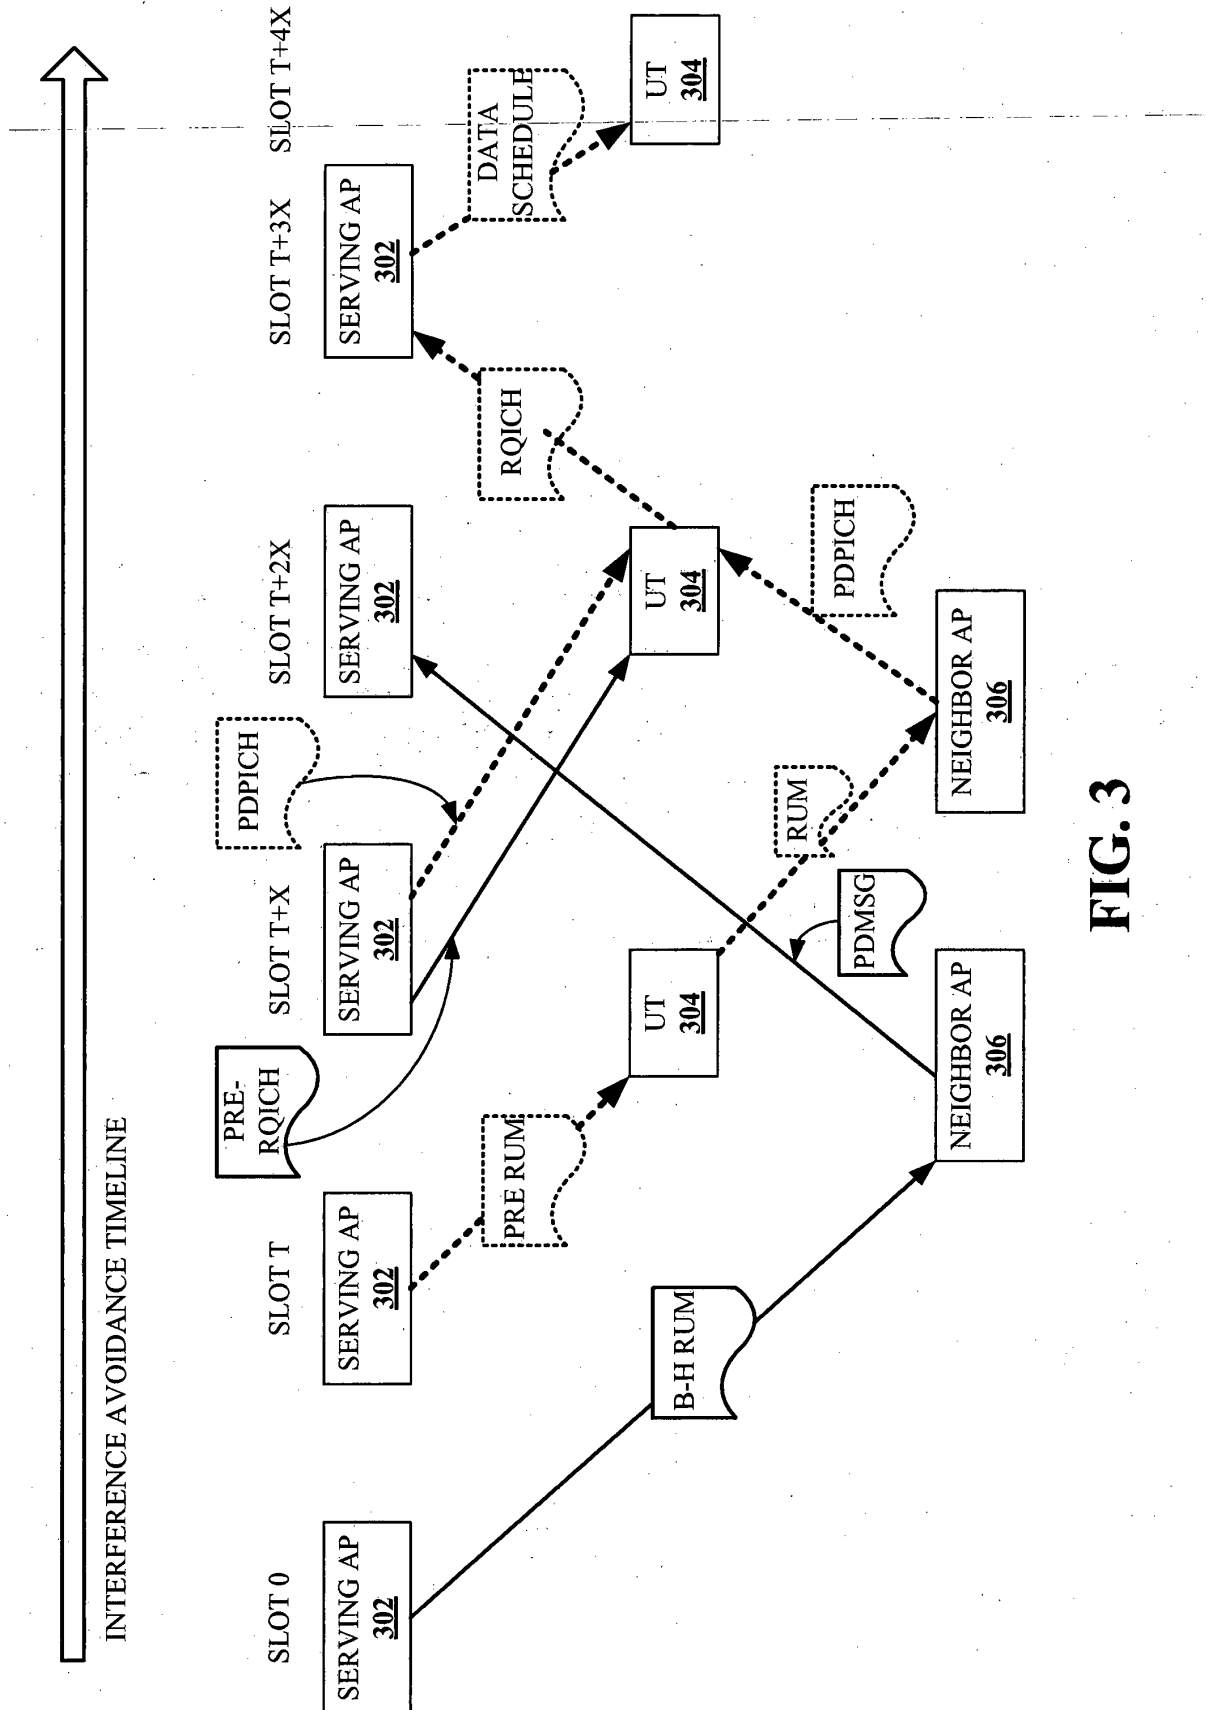 INTERFERENCE AVOIDANCE TIMELINE
SLOT 0
SLOT T
SLOT T+X
SLOT T+2X
SLOT T+3X
SLOT T+4X
PRE-
RQICH
PDPICH
SERVING AP
302
SERVING AP
302
SERVING AP
302
SERVING AP
302
SERVING AP
302
PRE RUM
RQICH
DATA
SCHEDULE
B-H RUM
UT
304
UT
304
UT
304
RUM
PDPICH
PDMSG
NEIGHBOR AP
306
NEIGHBOR AP
306
FIG. 3